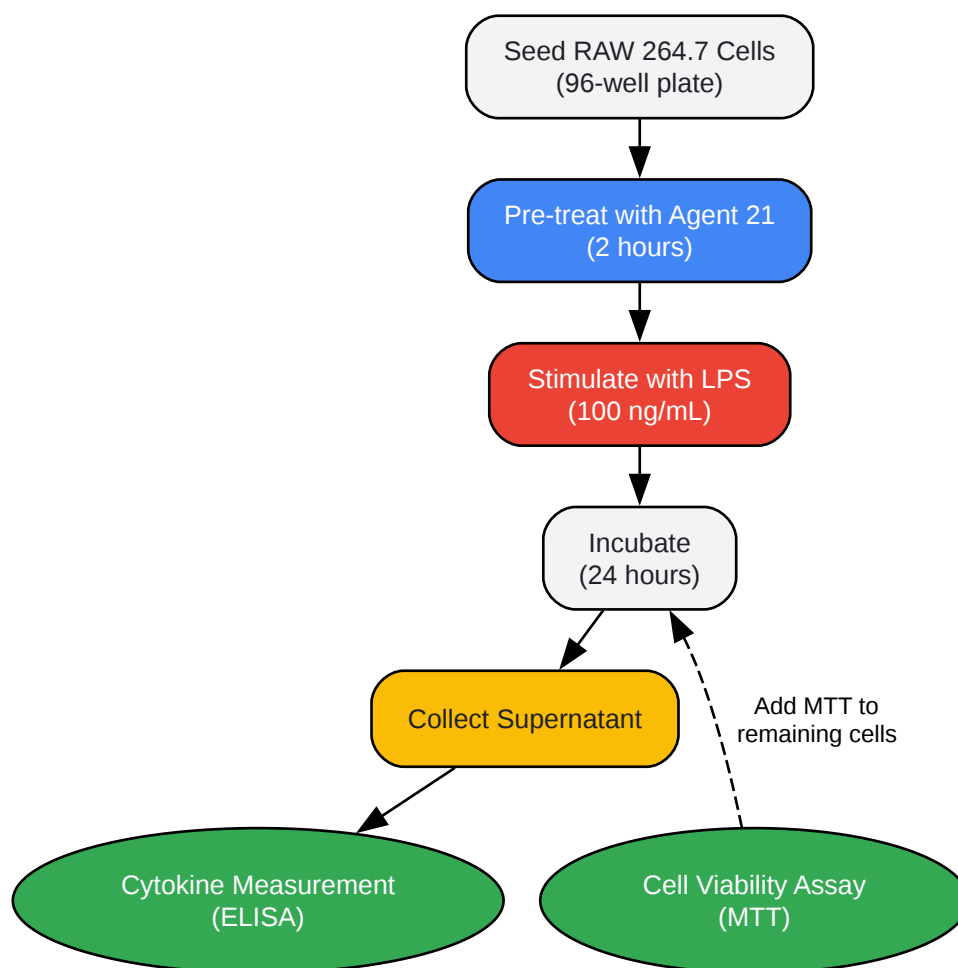 Seed RAW 264.7 Cells
(96-well plate)
Pre-treat with Agent 21
(2 hours)
Stimulate with LPS
(100 ng/mL)
Incubate
(24 hours)
Collect Supernatant
Add MTT to
remaining cells
Cytokine Measurement
(ELISA)
Cell Viability Assay
(MTT)